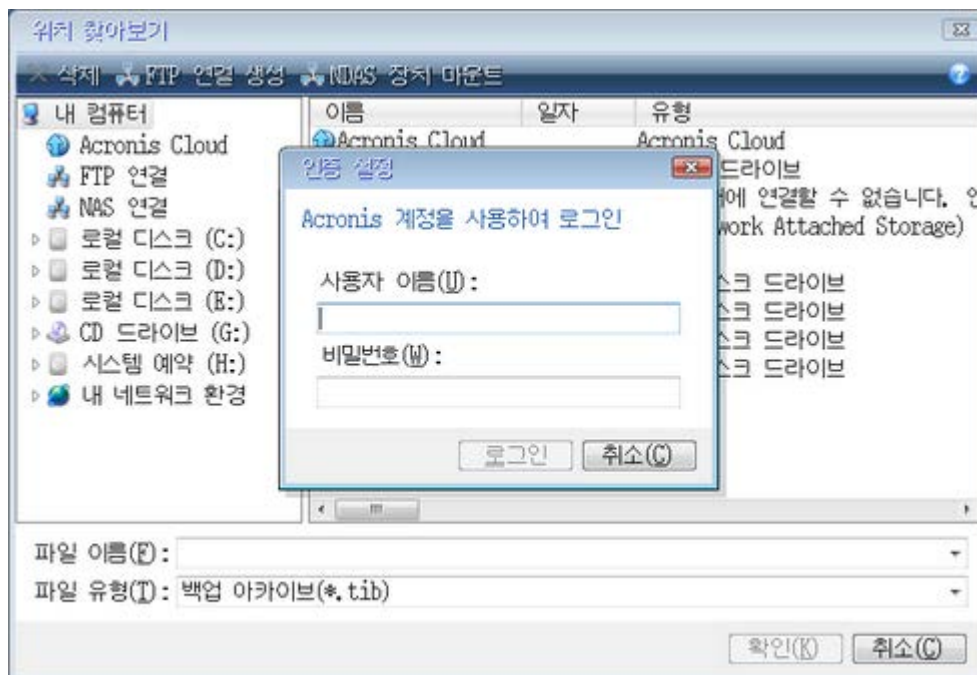 위치 찾아보기
삭제 FTP 연결 생성 NDAS 장치 마운트
내 컴퓨터
Acronis Cloud
FTP 연결
NAS 연결
로컬 디스크 (C:)
로컬 디스크 (D:)
로컬 디스크 (E:)
CD 드라이브 (G:)
시스템 예약 (H:)
내 네트워크 환경
이름 일자 유형
Acronis Cloud Acronis Cloud
드라이브
에 연결할 수 없습니다.
work Attached Storage)
스크 드라이브
스크 드라이브
스크 드라이브
스크 드라이브
인증 설정
Acronis 계정을 사용하여 로그인
사용자 이름(U):
비밀번호(W):
로그인 취소(C)
파일 이름(F):
파일 유형(T): 백업 아카이브(*.tib)
확인(K) 취소(C)